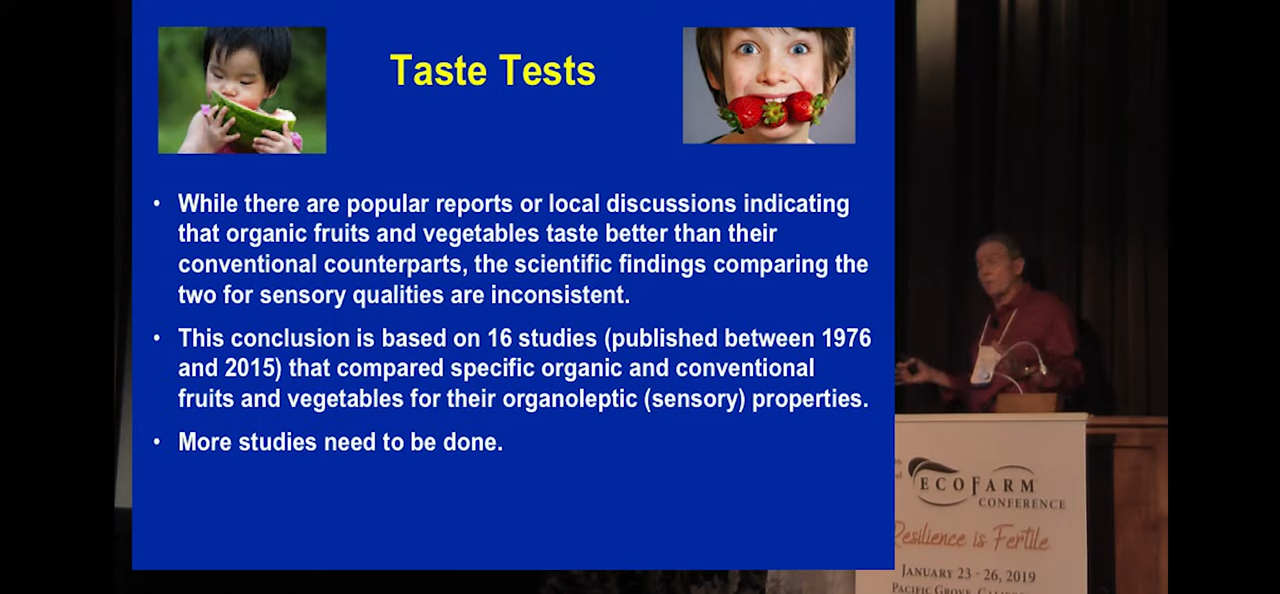 Taste Tests
• While there are popular reports or local discussions indicating
that organic fruits and vegetables taste better than their
conventional counterparts, the scientific findings comparing the
two for sensory qualities are inconsistent.
• This conclusion is based on 16 studies (published between 1976
and 2015) that compared specific organic and conventional
fruits and vegetables for their organoleptic (sensory) properties.
• More studies need to be done.
ECOFARM
CONFERENCE
Resilience is Fertile
JANUARY 23 - 26, 2019
PACIFIC GROVE,